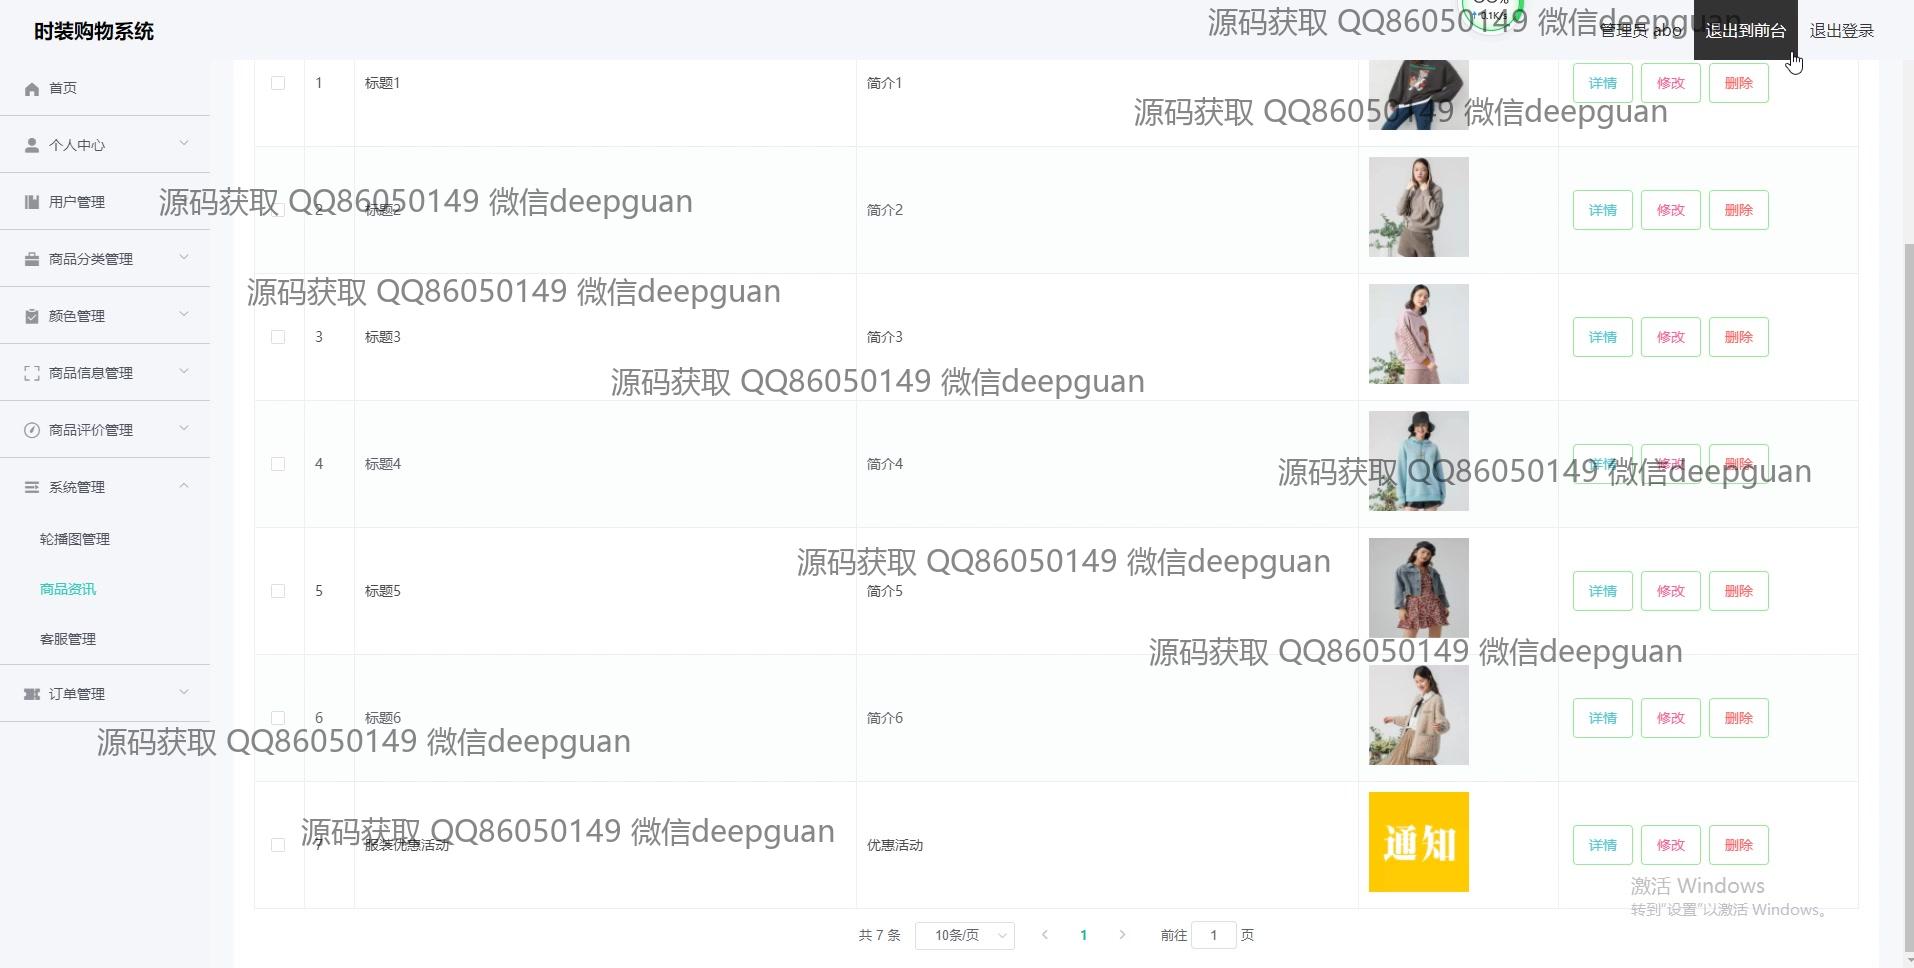 时装购物系统
源码获取 QQ86050149 微信deepguan
0.1K/s
管理员 abo
退出到前台
退出登录
首页
1 标题1 简介1 详情 修改 删除
源码获取 QQ86050149 微信deepguan
个人中心
用户管理
源码获取 QQ86050149 微信deepguan
2 标题2 简介2 详情 修改 删除
商品分类管理
源码获取 QQ86050149 微信deepguan
颜色管理
3 标题3 简介3 详情 修改 删除
商品信息管理
源码获取 QQ86050149 微信deepguan
商品评价管理
4 标题4 简介4 详情 修改 删除
源码获取 QQ86050149 微信deepguan
系统管理
轮播图管理
源码获取 QQ86050149 微信deepguan
商品资讯
5 标题5 简介5 详情 修改 删除
客服管理
源码获取 QQ86050149 微信deepguan
订单管理
6 标题6 简介6 详情 修改 删除
源码获取 QQ86050149 微信deepguan
源码获取 QQ86050149 微信deepguan
7 服装优惠活动 优惠活动 通知 详情 修改 删除
激活 Windows
转到“设置”以激活 Windows。
共 7 条 10条/页 1 前往 1 页